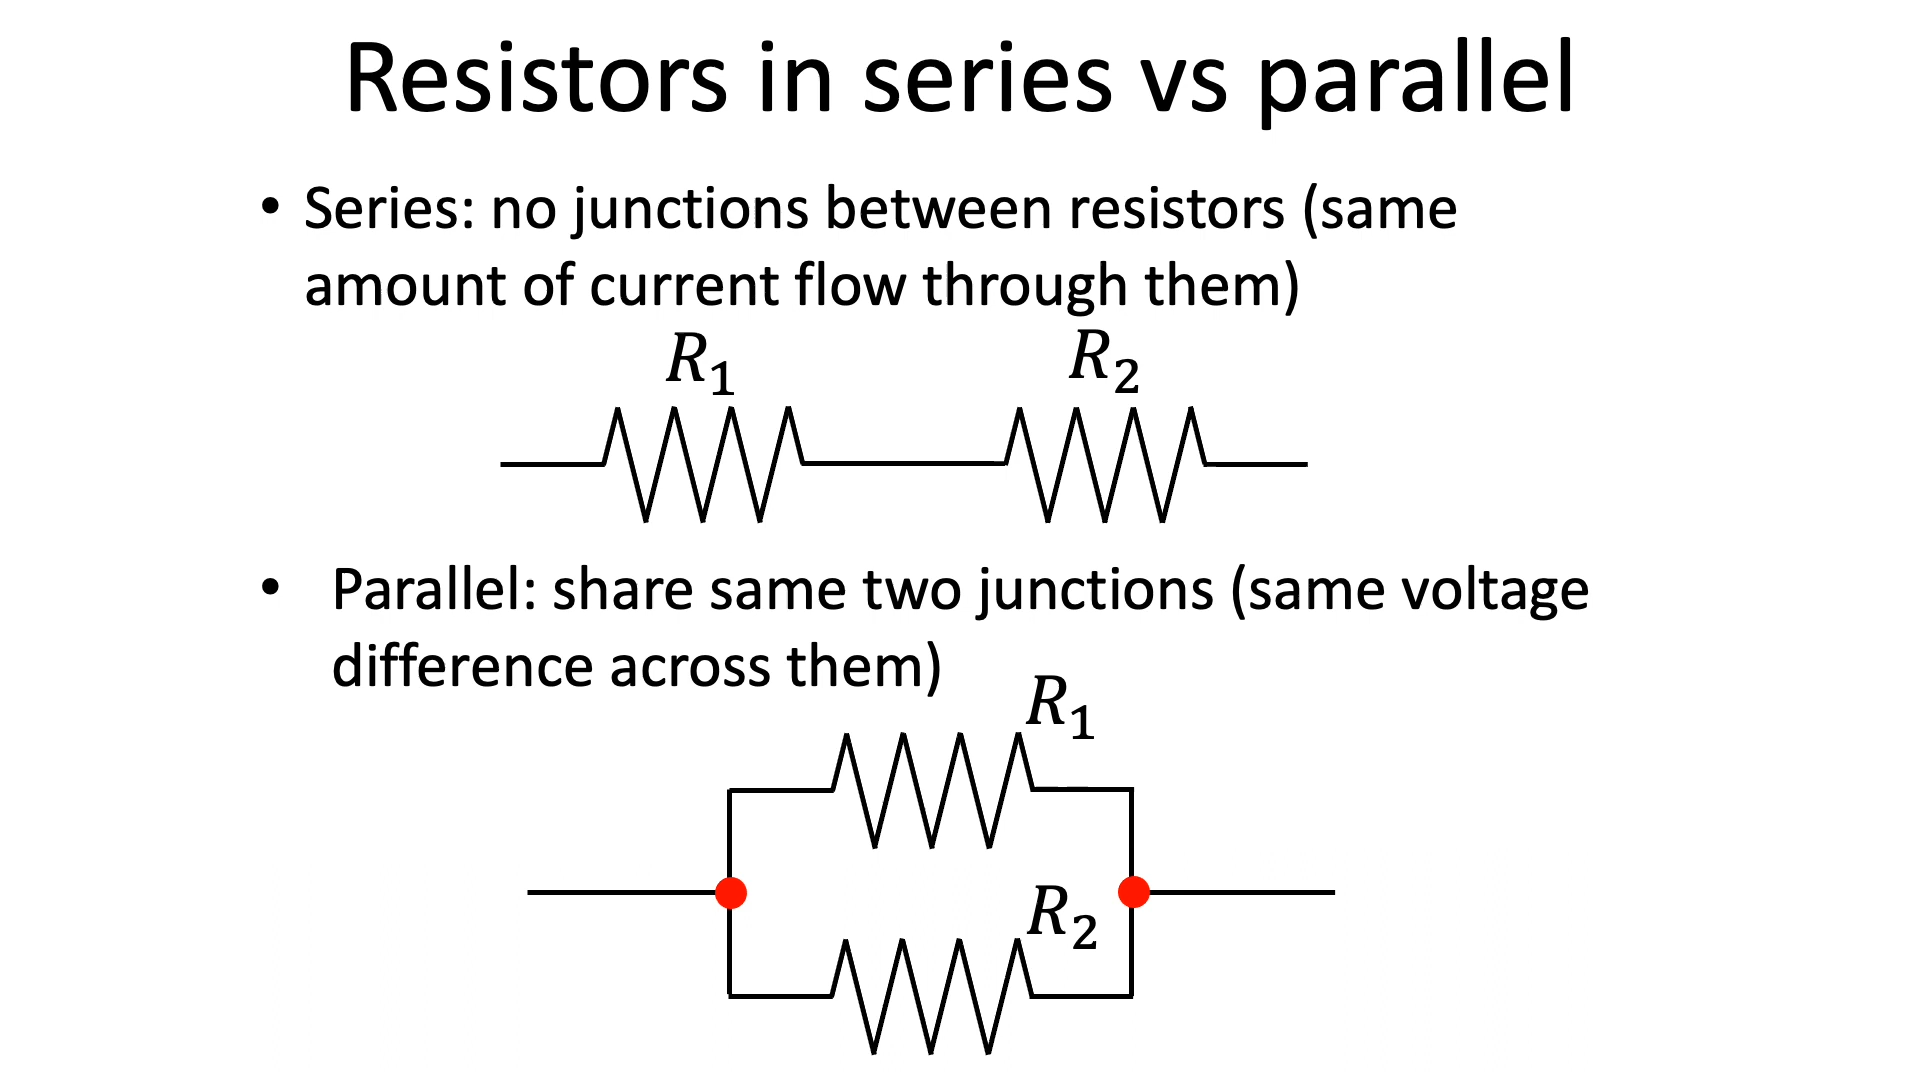 Resistors in series vs parallel
• Series: no junctions between resistors (same
amount of current flow through them)
R₁ R₂
• Parallel: share same two junctions (same voltage
difference across them)
R₁
R₂